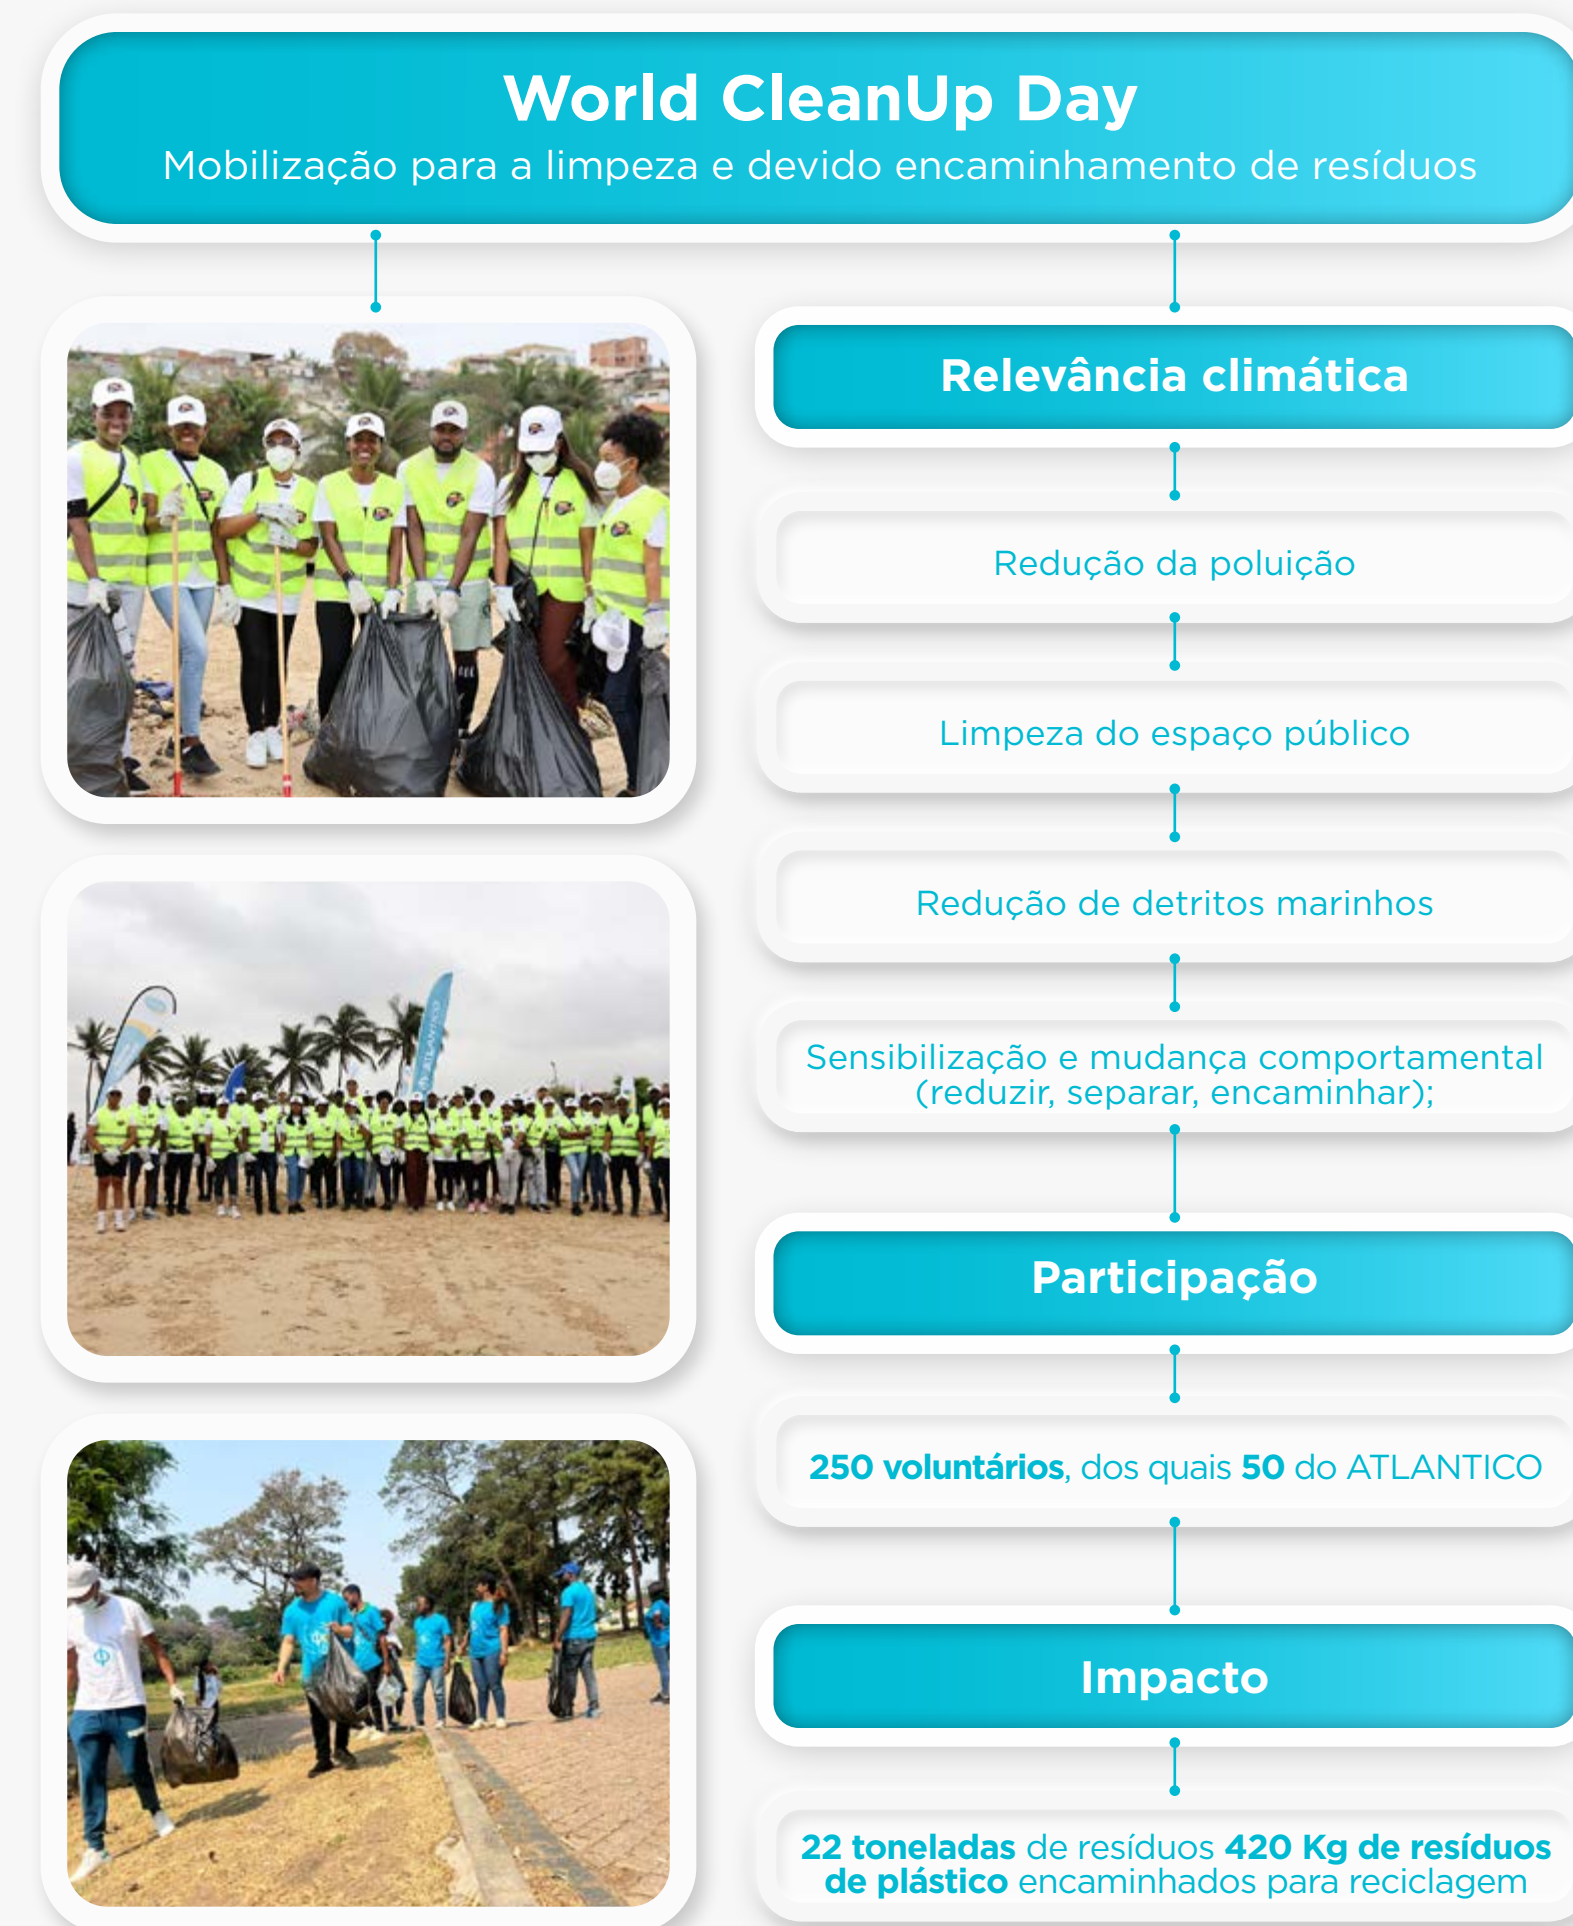 World CleanUp Day
Mobilização para a limpeza e devido encaminhamento de resíduos
Relevância climática
Redução da poluição
Limpeza do espaço público
Redução de detritos marinhos
Sensibilização e mudança comportamental
(reduzir, separar, encaminhar);
ATLANTICO
Participação
250 voluntários, dos quais 50 do ATLANTICO
Impacto
22 toneladas de resíduos 420 Kg de resíduos
de plástico encaminhados para reciclagem